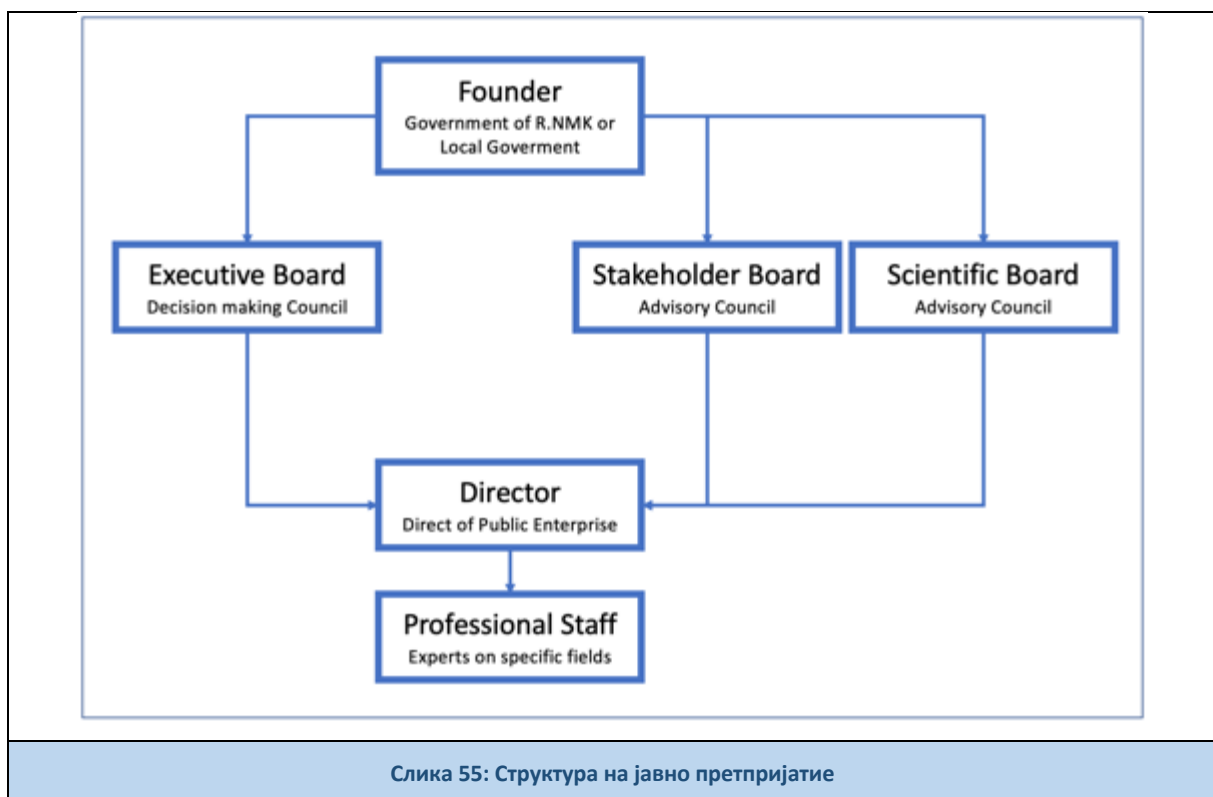 Founder
Government of R.NMK or
Local Goverment
Executive Board
Decision making Council
Stakeholder Board
Advisory Council
Scientific Board
Advisory Council
Director
Direct of Public Enterprise
Professional Staff
Experts on specific fields
Слика 55: Структура на јавно претпријатие